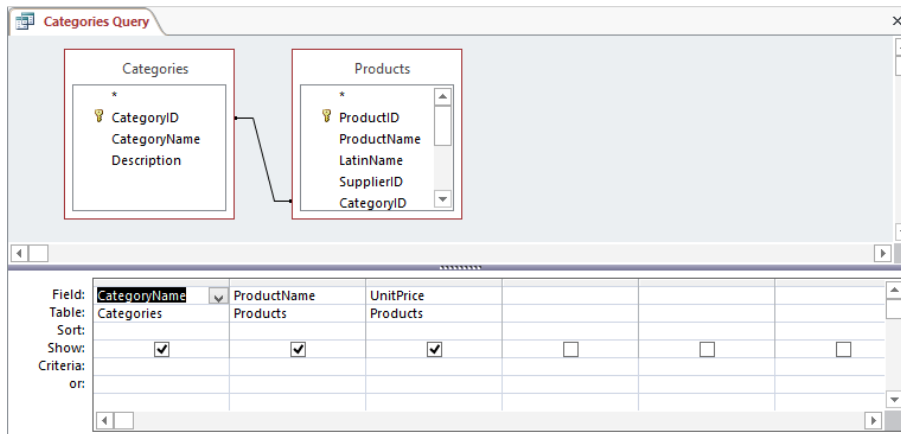 Categories Query
Categories
*
CategoryID
CategoryName
Description
Products
*
ProductID
ProductName
LatinName
SupplierID
CategoryID
Field: CategoryName ProductName UnitPrice
Table: Categories Products Products
Sort:
Show:
Criteria:
or: